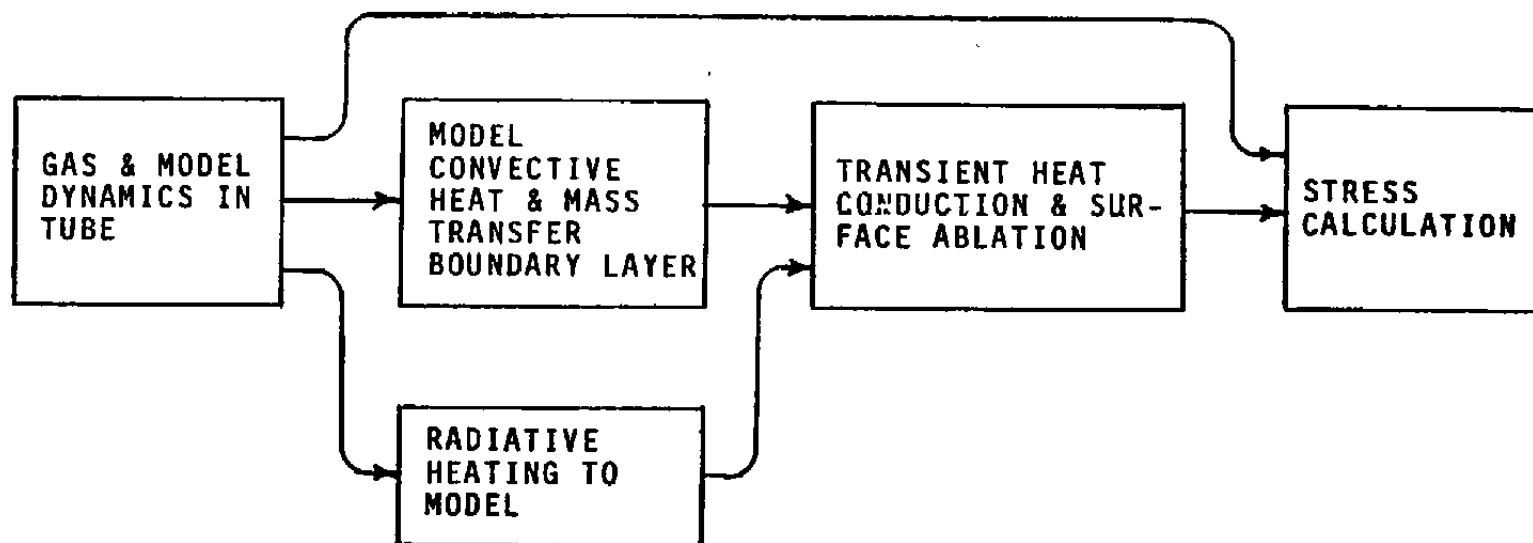 GAS & MODEL
DYNAMICS IN
TUBE
MODEL
CONVECTIVE
HEAT & MASS
TRANSFER
BOUNDARY LAYER
RADIATIVE
HEATING TO
MODEL
TRANSIENT HEAT
CONDUCTION & SUR-
FACE ABLATION
STRESS
CALCULATION